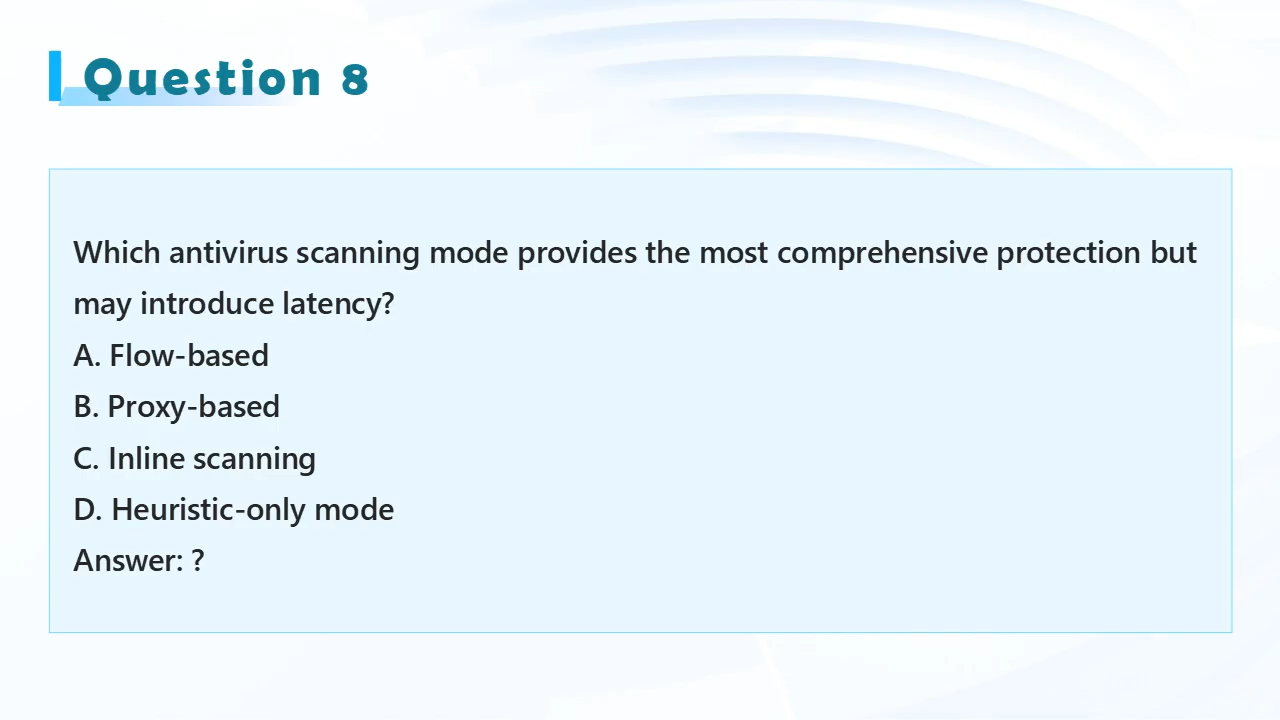 Question 8
Which antivirus scanning mode provides the most comprehensive protection but
may introduce latency?
A. Flow-based
B. Proxy-based
C. Inline scanning
D. Heuristic-only mode
Answer: ?